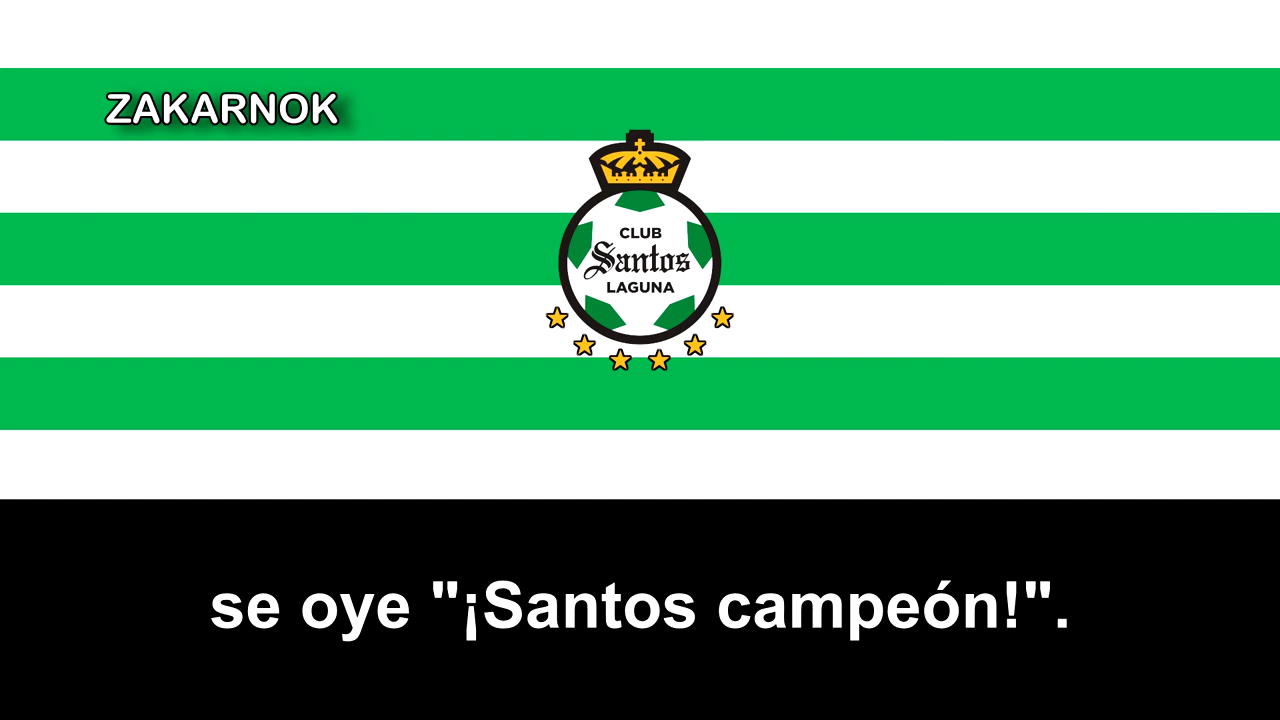 ZAKARNOK
CLUB
Santos
LAGUNA
se oye "¡Santos campeón!".